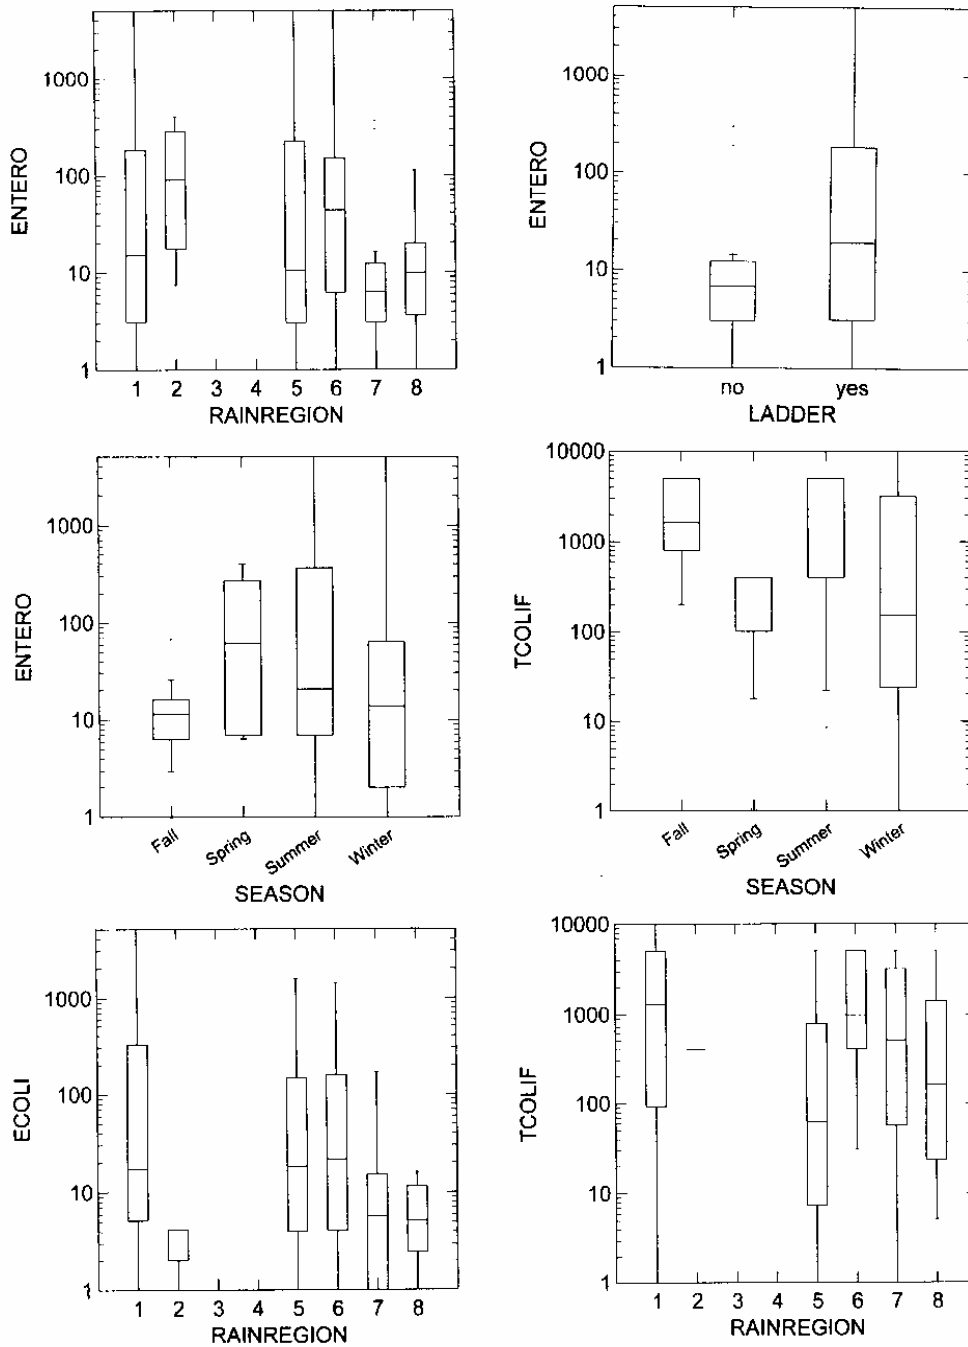 1000
100
10
1
ENTERO
1 2 3 4 5 6 7 8
RAINREGION
1000
100
10
1
ENTERO
no yes
LADDER
1000
100
10
1
ENTERO
Fall Spring Summer Winter
SEASON
10000
1000
100
10
1
TCOLIF
Fall Spring Summer Winter
SEASON
1000
100
10
1
ECOLI
1 2 3 4 5 6 7 8
RAINREGION
10000
1000
100
10
1
TCOLIF
1 2 3 4 5 6 7 8
RAINREGION